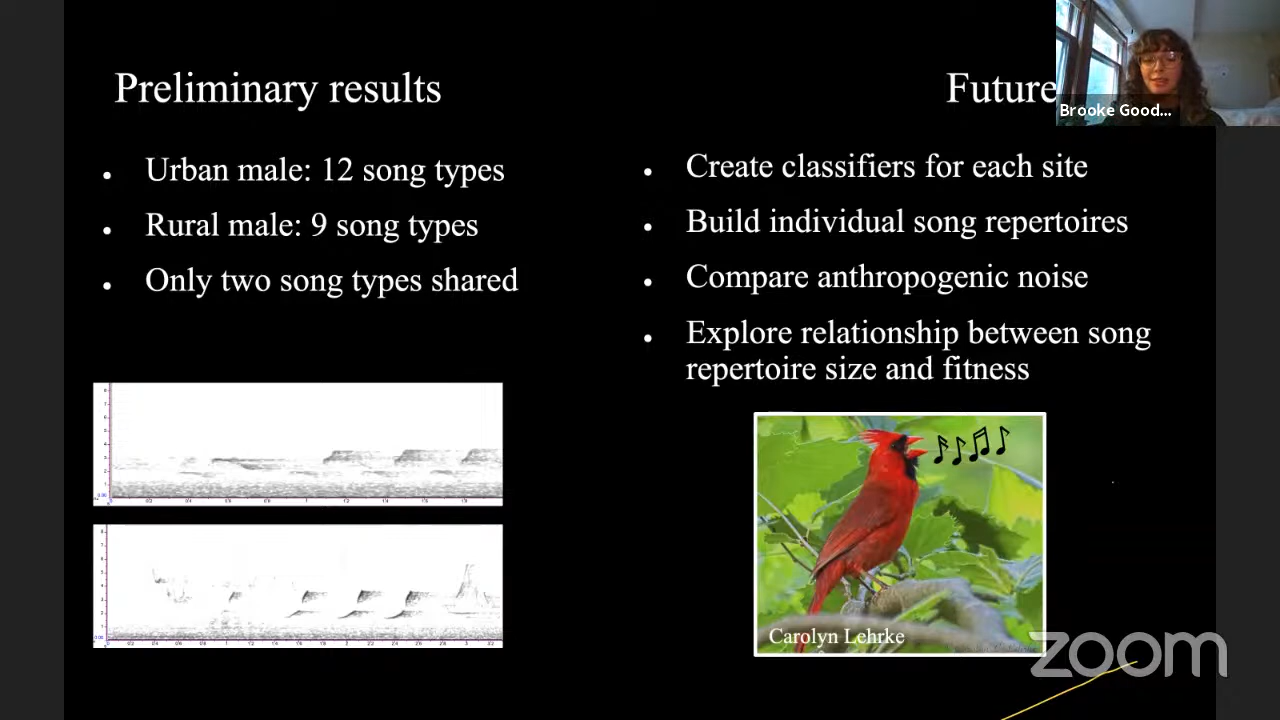 Preliminary results
Urban male: 12 song types
Rural male: 9 song types
Only two song types shared
Future
Create classifiers for each site
Build individual song repertoires
Compare anthropogenic noise
Explore relationship between song
repertoire size and fitness
Carolyn Lehrke
Brooke Good...
zoom